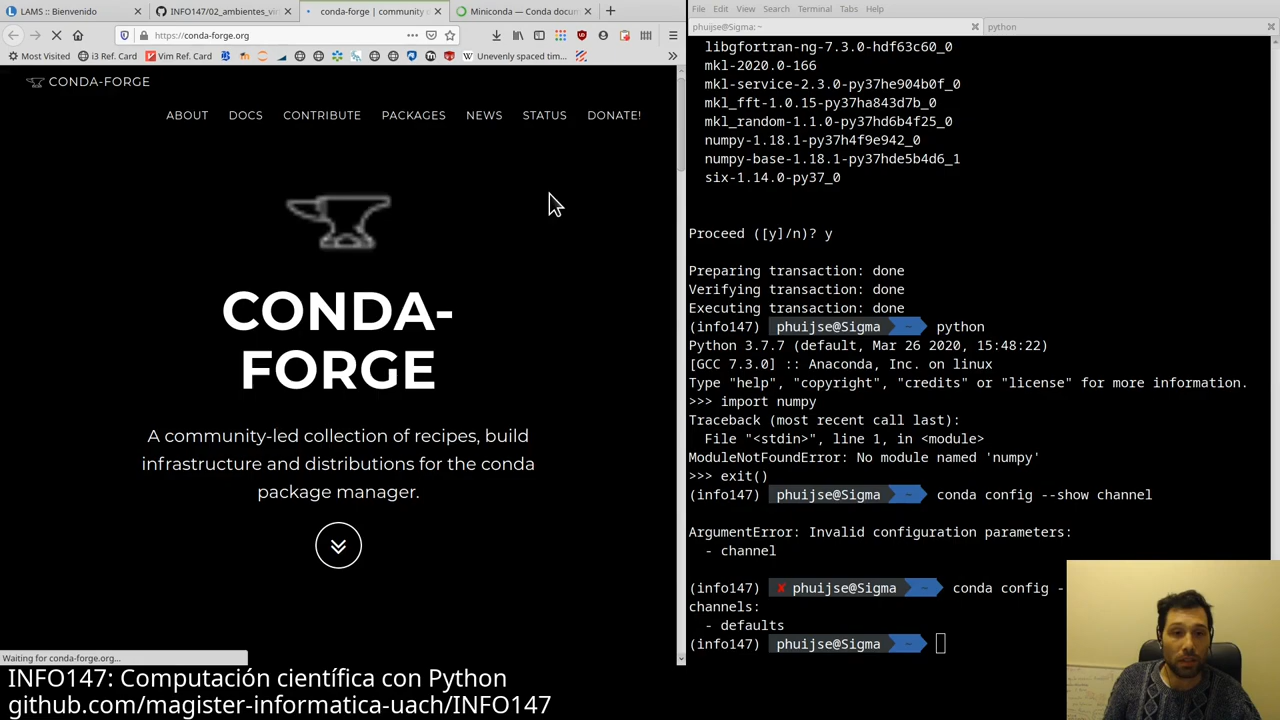 LAMS :: Bienvenido
INFO147/02_ambientes_vi
conda-forge | community
Miniconda — Conda docum
https://conda-forge.org
Most Visited
i3 Ref. Card
Vim Ref. Card
Unevenly spaced tim…
CONDA-FORGE
ABOUT
DOCS
CONTRIBUTE
PACKAGES
NEWS
STATUS
DONATE!
CONDA-
FORGE
A community-led collection of recipes, build
infrastructure and distributions for the conda
package manager.
Waiting for conda-forge.org…
File Edit View Search Terminal Tabs Help
phuijse@Sigma: ~
python
libgfortran-ng-7.3.0-hdf63c60_0
mkl-2020.0-166
mkl-service-2.3.0-py37he904b0f_0
mkl_fft-1.0.15-py37ha843d7b_0
mkl_random-1.1.0-py37hd6b4f25_0
numpy-1.18.1-py37h4f9e942_0
numpy-base-1.18.1-py37hde5b4d6_1
six-1.14.0-py37_0
Proceed ([y]/n)? y
Preparing transaction: done
Verifying transaction: done
Executing transaction: done
(info147) phuijse@Sigma ~ python
Python 3.7.7 (default, Mar 26 2020, 15:48:22)
[GCC 7.3.0] :: Anaconda, Inc. on linux
Type "help", "copyright", "credits" or "license" for more information.
>>> import numpy
Traceback (most recent call last):
File "<stdin>", line 1, in <module>
ModuleNotFoundError: No module named 'numpy'
>>> exit()
(info147) phuijse@Sigma ~ conda config --show channel
ArgumentError: Invalid configuration parameters:
- channel
(info147) ✘ phuijse@Sigma ~ conda config -
channels:
- defaults
(info147) phuijse@Sigma ~
INFO147: Computación científica con Python
github.com/magister-informatica-uach/INFO147